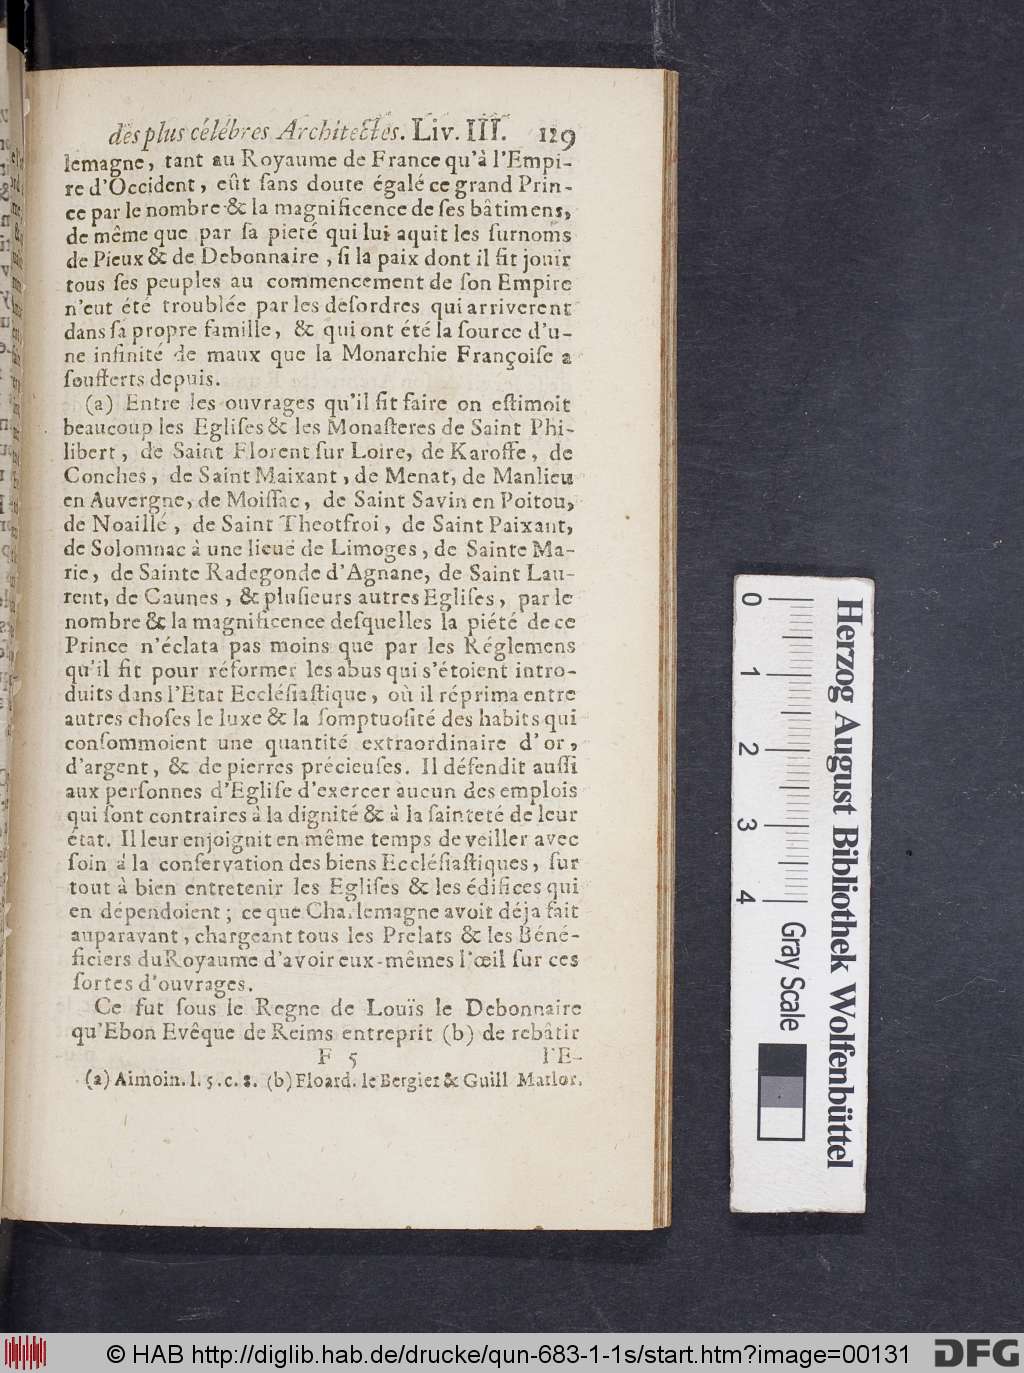 des plus célébres Architectes. Liv. III. 129
lemagne, tant au Royaume de France qu'à l'Empi-
re d'Occident, eût sans doute égalé ce grand Prin-
ce par le nombre & la magnificence de ses bâtimens,
de même que par sa pieté qui lui aquit les surnoms
de Pieux & de Debonnaire, si la paix dont il fit jouir
tous ses peuples au commencement de son Empire
n'eut été troublée par les desordres qui arriverent
dans sa propre famille, & qui ont été la source d'u-
ne infinité de maux que la Monarchie Françoise a
soufferts depuis.
(a) Entre les ouvrages qu'il fit faire on estimoit
beaucoup les Eglises & les Monasteres de Saint Phi-
libert, de Saint Florent sur Loire, de Karoffe, de
Conches, de Saint Maixant, de Menat, de Manlieu
en Auvergne, de Moissac, de Saint Savin en Poitou,
de Noaillé, de Saint Theotfroi, de Saint Paixant,
de Solomnac à une lieuë de Limoges, de Sainte Ma-
rie, de Sainte Radegonde d'Agnane, de Saint Lau-
rent, de Caunes, & plusieurs autres Eglises, par le
nombre & la magnificence desquelles la piété de ce
Prince n'éclata pas moins que par les Réglemens
qu'il fit pour réformer les abus qui s'étoient intro-
duits dans l'Etat Ecclésiastique, où il réprima entre
autres choses le luxe & la somptuosité des habits qui
consommoient une quantité extraordinaire d'or,
d'argent, & de pierres précieuses. Il défendit aussi
aux personnes d'Eglise d'exercer aucun des emplois
qui sont contraires à la dignité & à la sainteté de leur
état. Il leur enjoignit en même temps de veiller avec
soin à la conservation des biens Ecclésiastiques, sur
tout à bien entretenir les Eglises & les édifices qui
en dépendoient; ce que Charlemagne avoit déja fait
auparavant, chargeant tous les Prelats & les Béné-
ficiers du Royaume d'avoir eux-mêmes l'œil sur ces
sortes d'ouvrages.
Ce fut sous le Regne de Louïs le Debonnaire
qu'Ebon Evêque de Reims entreprit (b) de rebâtir
F 5 l'E-
(a) Aimoin. l. 5. c. 8. (b) Floard. le Bergier & Guill Marlot.
0 1 2 3 4
Gray Scale
Herzog August Bibliothek Wolfenbüttel
© HAB http://diglib.hab.de/drucke/qun-683-1-1s/start.htm?image=00131
DFG